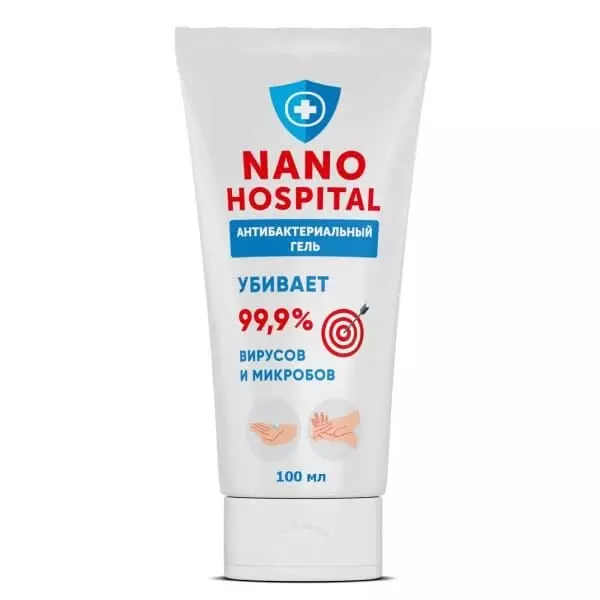 NANO
HOSPITAL
АНТИБАКТЕРИАЛЬНЫЙ
ГЕЛЬ
УБИВАЕТ
99,9%
ВИРУСОВ
И МИКРОБОВ
100 мл